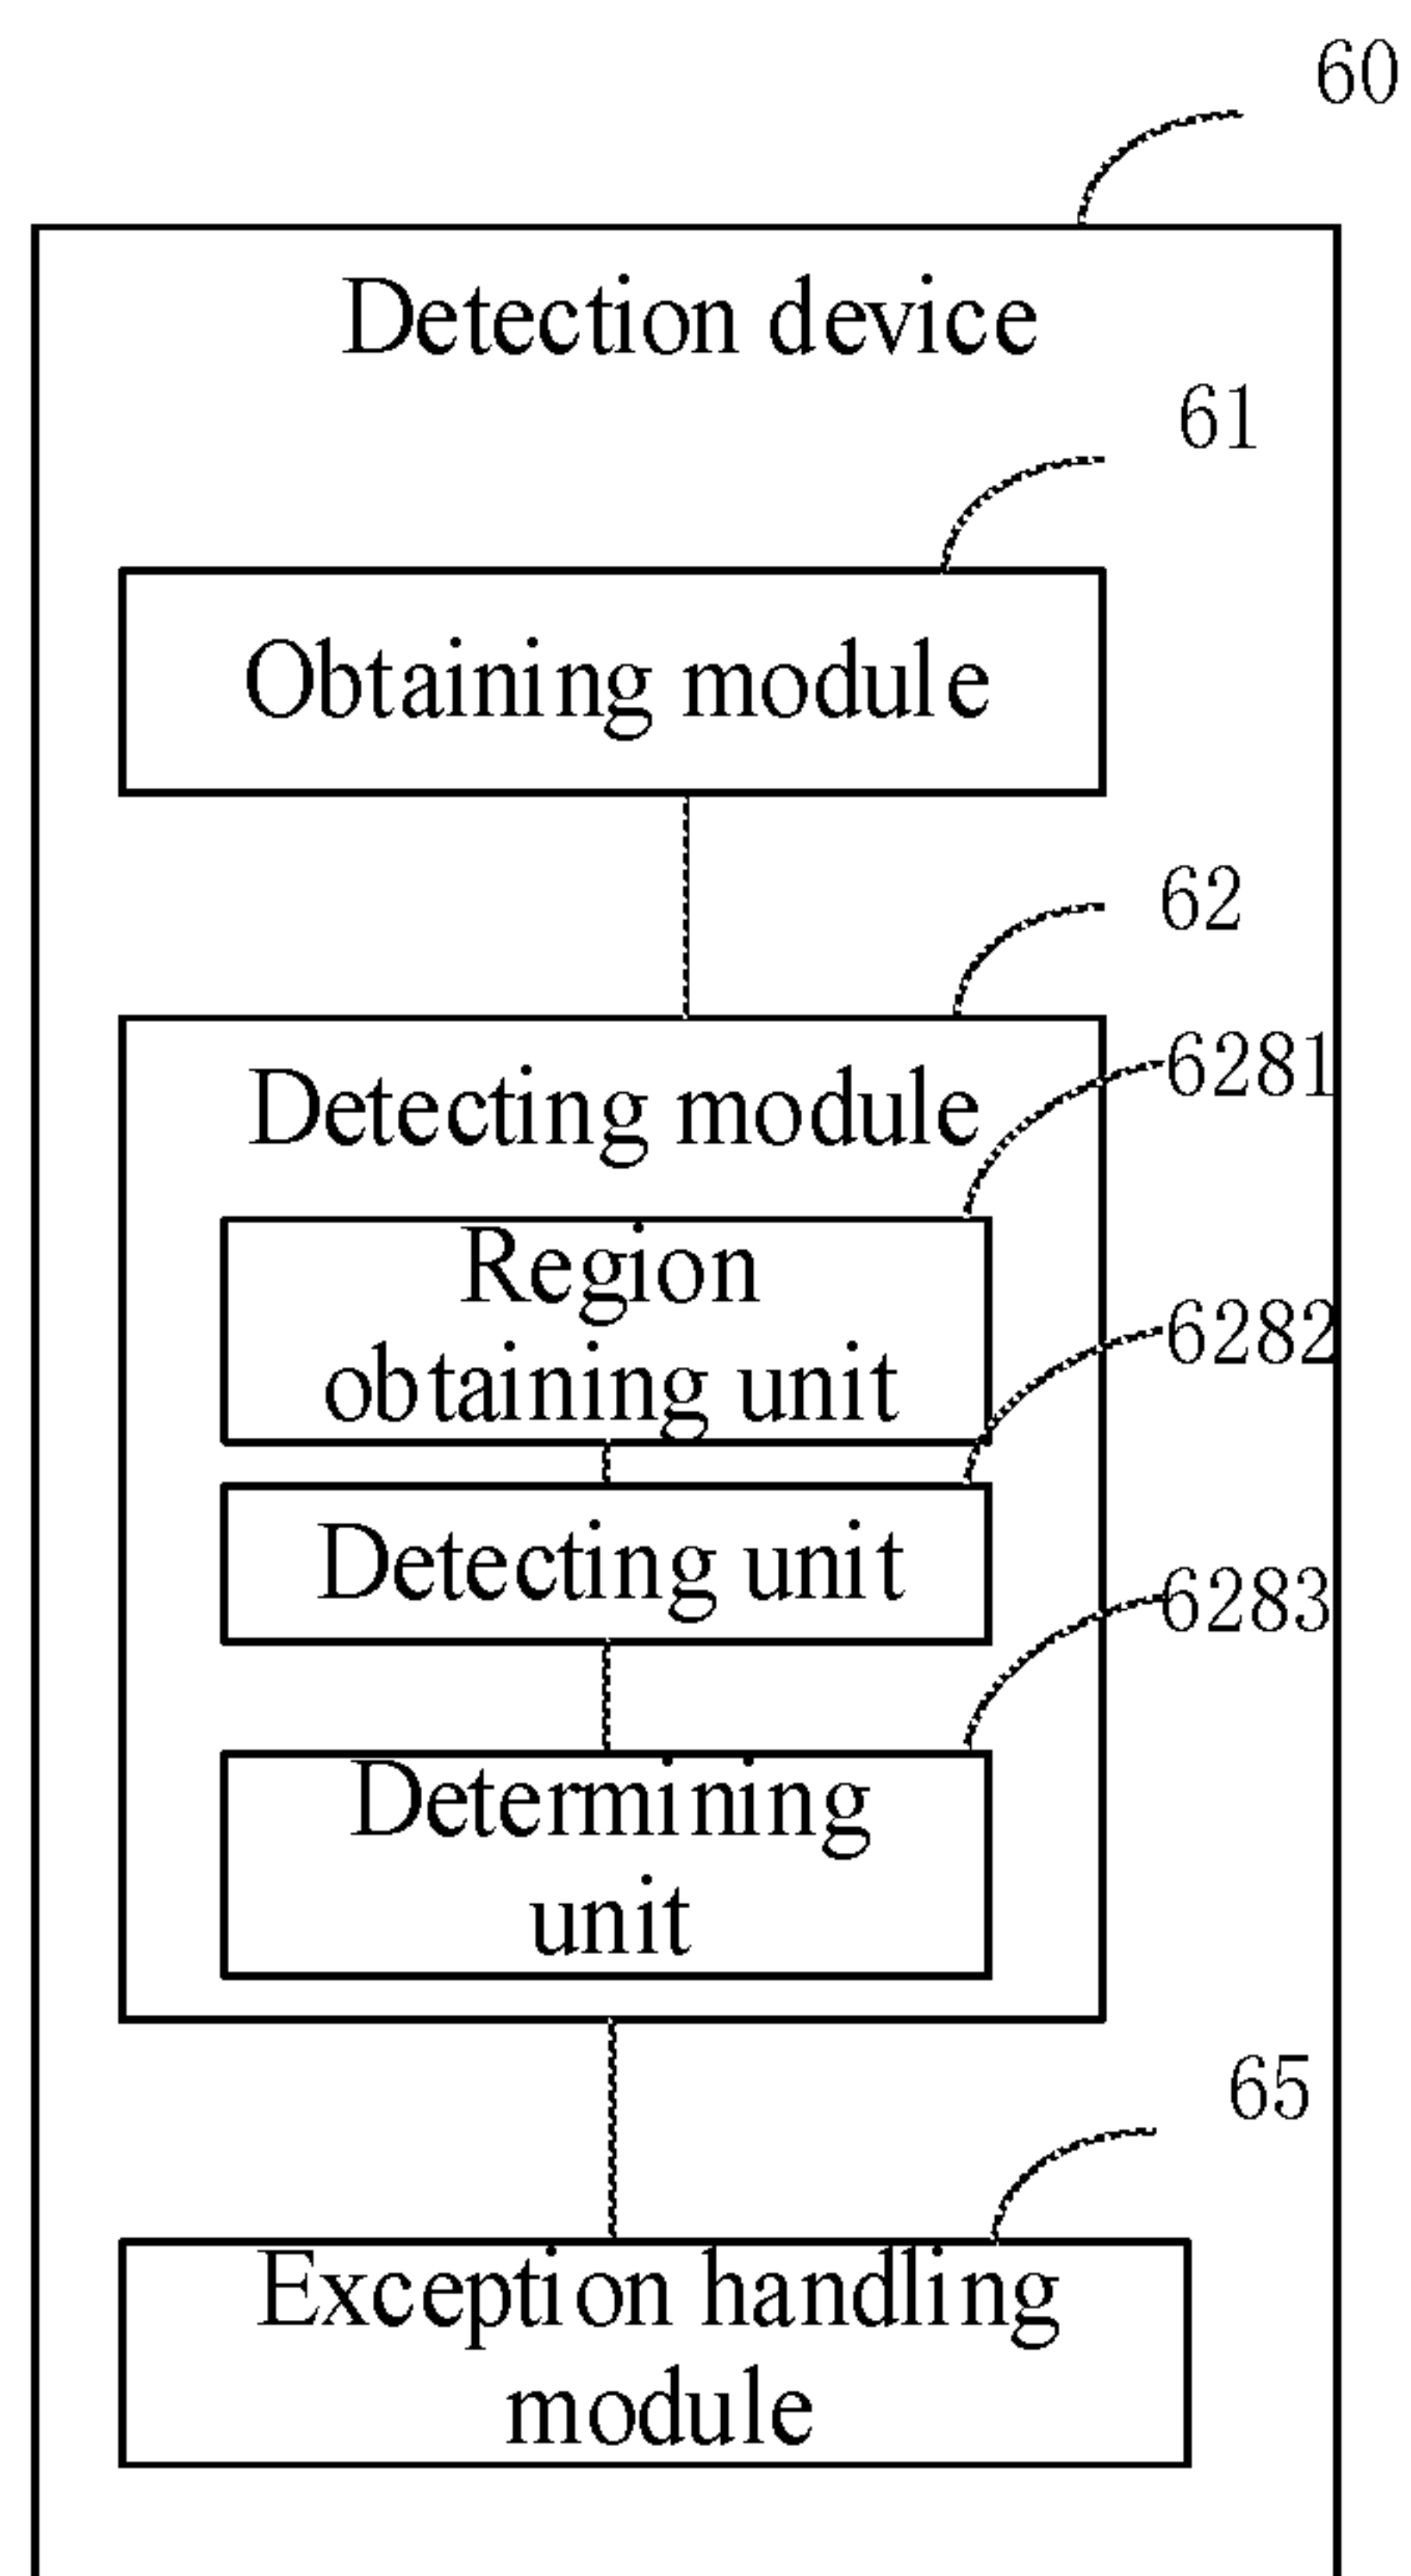 60
Detection device
61
Obtaining module
62
Detecting module
6281
Region
obtaining unit
6282
Detecting unit
6283
Determining
unit
65
Exception handling
module